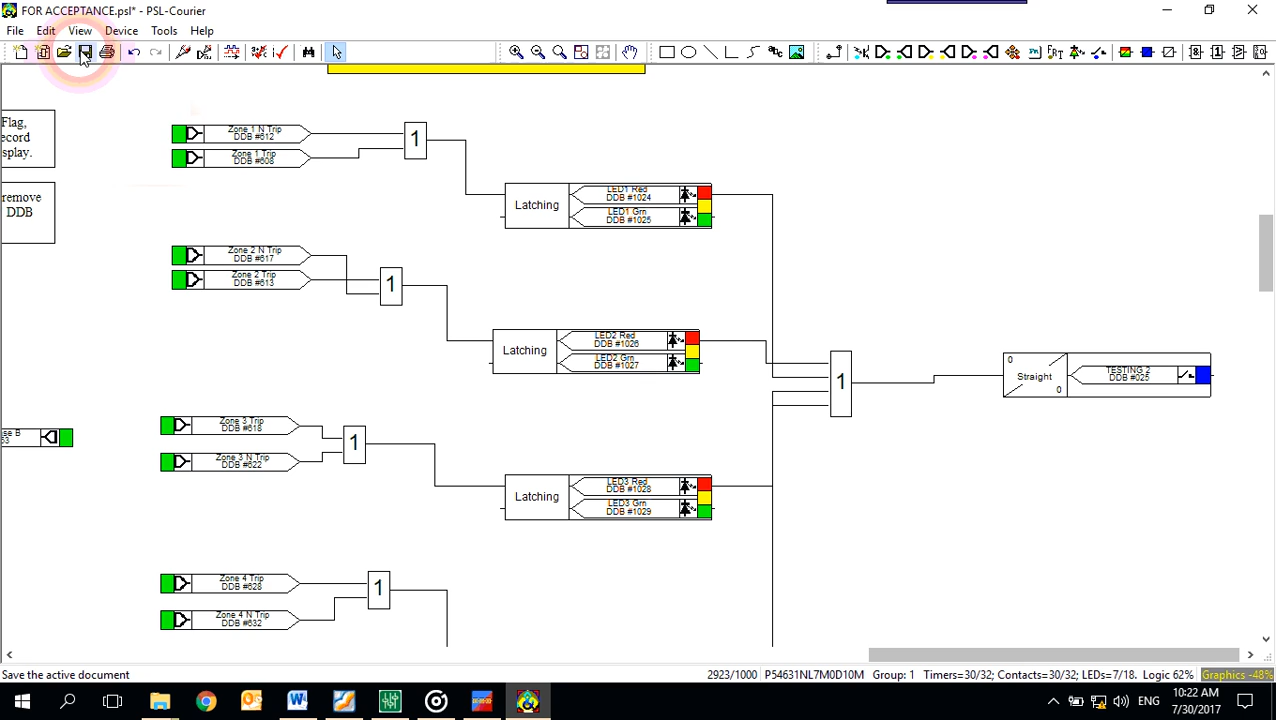 FOR ACCEPTANCE.psl* - PSL-Courier
File Edit View Device Tools Help
Flag,
ecord
splay.
remove
DDB
Zone 1 N Trip
DDB #612
Zone 1 Trip
DDB #608
1
Latching
LED1 Red
DDB #1024
LED1 Grn
DDB #1025
Zone 2 N Trip
DDB #617
Zone 2 Trip
DDB #613
1
Latching
LED2 Red
DDB #1026
LED2 Grn
DDB #1027
1
0
Straight
0
TESTING 2
DDB #025
se B
53
Zone 3 Trip
DDB #618
Zone 3 N Trip
DDB #622
1
Latching
LED3 Red
DDB #1028
LED3 Grn
DDB #1029
Zone 4 Trip
DDB #628
Zone 4 N Trip
DDB #632
1
Save the active document
2923/1000 P54631NL7M0D10M Group: 1 Timers=30/32; Contacts=30/32; LEDs=7/18. Logic 62% Graphics -48%
ENG
10:22 AM
7/30/2017